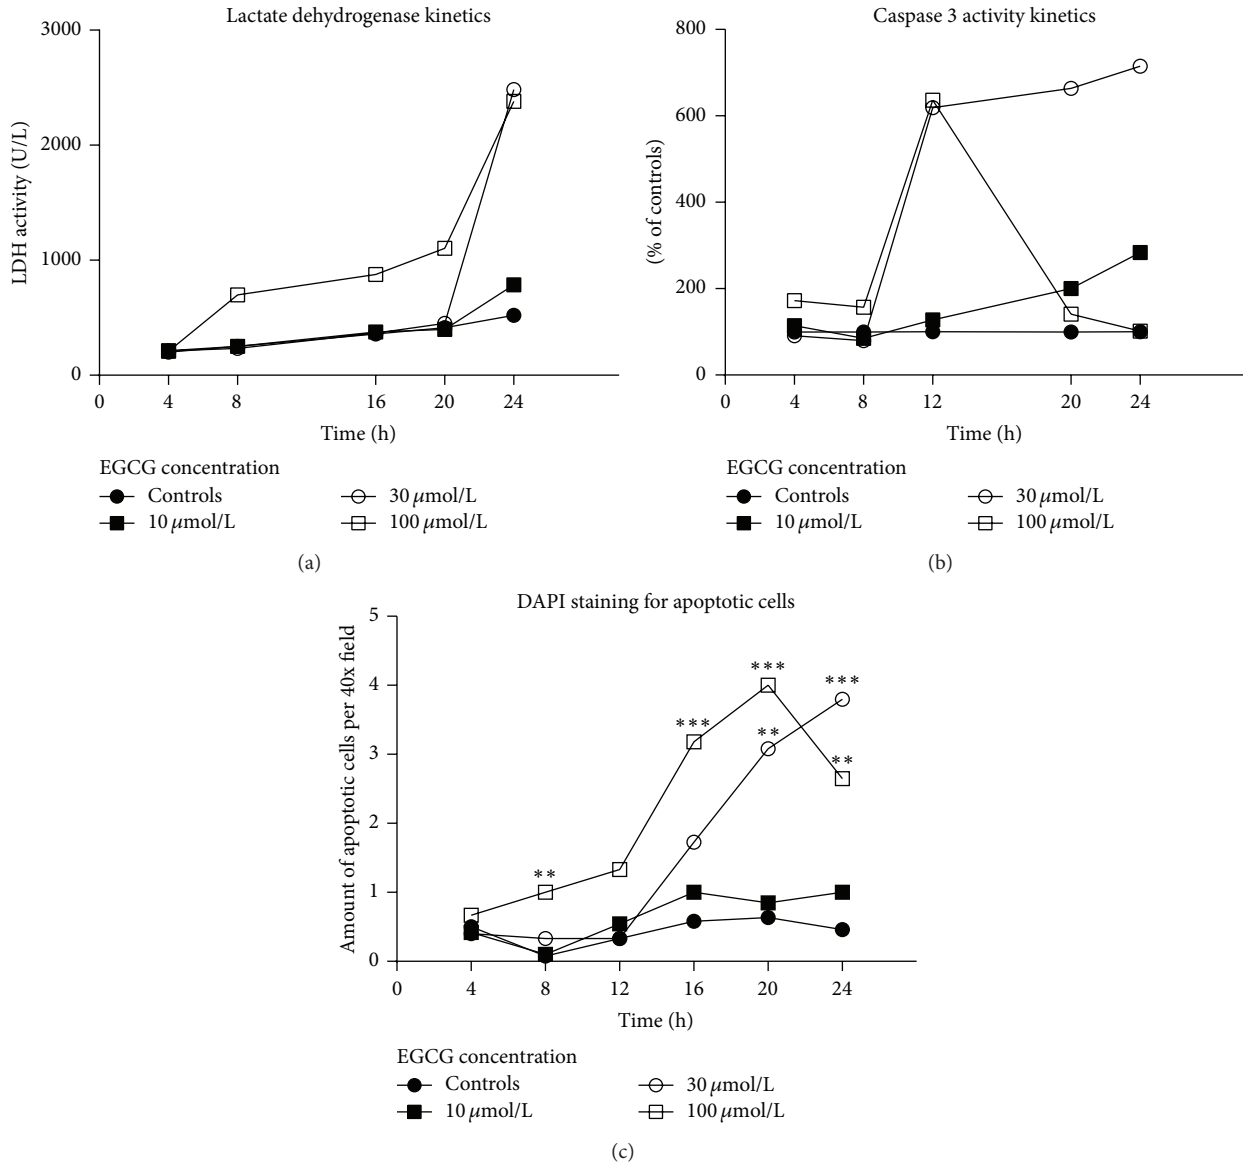 Lactate dehydrogenase kinetics
3000
2000
1000
0
LDH activity (U/L)
0 4 8 16 20 24
Time (h)
EGCG concentration
Controls 30 μmol/L
10 μmol/L 100 μmol/L
(a)
Caspase 3 activity kinetics
800
600
400
200
0
(% of controls)
0 4 8 12 20 24
Time (h)
EGCG concentration
Controls 30 μmol/L
10 μmol/L 100 μmol/L
(b)
DAPI staining for apoptotic cells
5
4
3
2
1
0
Amount of apoptotic cells per 40x field
***
***
***
**
**
**
0 4 8 12 16 20 24
Time (h)
EGCG concentration
Controls 30 μmol/L
10 μmol/L 100 μmol/L
(c)